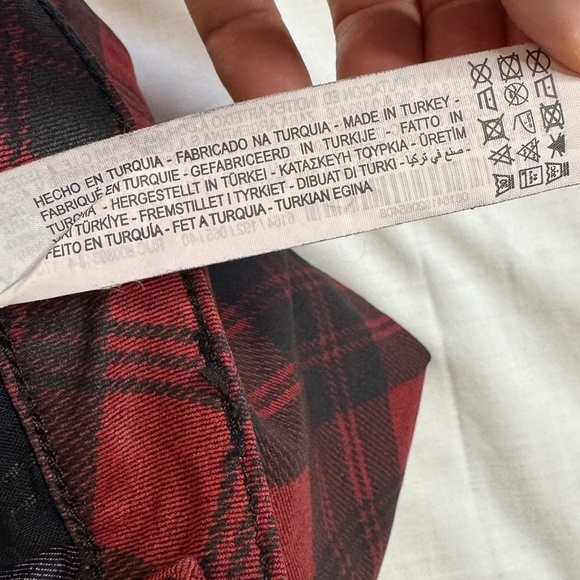 HECHO EN TURQUIA - FABRICADO NA TURQUIA - MADE IN TURKEY -
FABRIQUE EN TURQUIE - GEFABRICEERD IN TURKIJE - FATTO IN
- HERGESTELLT IN TÜRKEI - ΚΑΤΑΣΚΕΥΗ ΤΟΥΡΚΙΑ - ÜRETİM
TÜRKİYE - FREMSTILLET I TYRKIET - DIBUAT DI TURKI - صنع في تركيا -
FEITO EN TURQUÍA - FET A TURQUIA - TURKIAN EGINA